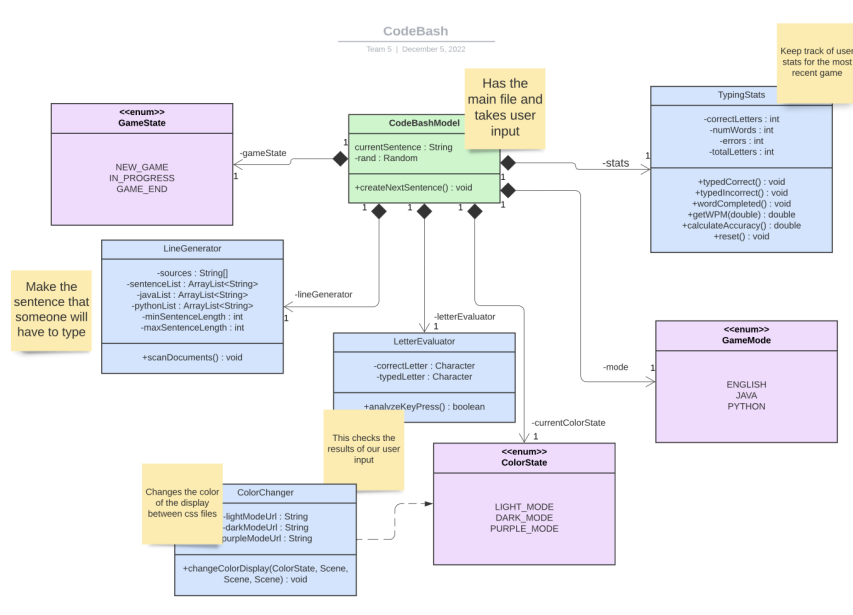 CodeBash
Team 5 | December 5, 2022
Keep track of user
stats for the most
recent game
Has the
main file and
takes user
input
<<enum>>
GameState
NEW_GAME
IN_PROGRESS
GAME_END
-gameState
1
1
CodeBashModel
currentSentence : String
-rand : Random
+createNextSentence() : void
1
-stats
1
1
1
1
1
TypingStats
-correctLetters : int
-numWords : int
-errors : int
-totalLetters : int
+typedCorrect() : void
+typedIncorrect() : void
+wordCompleted() : void
+getWPM(double) : double
+calculateAccuracy() : double
+reset() : void
Make the
sentence that
someone will
have to type
LineGenerator
-sources : String[]
-sentenceList : ArrayList<String>
-javaList : ArrayList<String>
-pythonList : ArrayList<String>
-minSentenceLength : int
-maxSentenceLength : int
+scanDocuments() : void
-lineGenerator
1
-letterEvaluator
1
LetterEvaluator
-correctLetter : Character
-typedLetter : Character
+analyzeKeyPress() : boolean
<<enum>>
GameMode
ENGLISH
JAVA
PYTHON
-mode
1
This checks the
results of our user
input
-currentColorState
1
<<enum>>
ColorState
LIGHT_MODE
DARK_MODE
PURPLE_MODE
Changes the color
of the display
between css files
ColorChanger
-lightModeUrl : String
-darkModeUrl : String
purpleModeUrl : String
+changeColorDisplay(ColorState, Scene,
Scene, Scene) : void